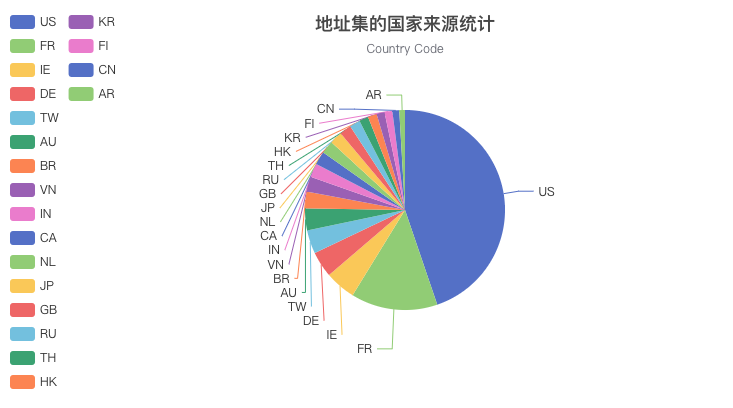 地址集的国家来源统计
Country Code
US
FR
IE
DE
TW
AU
BR
VN
IN
CA
NL
JP
GB
RU
TH
HK
KR
FI
CN
AR
AR
CN
FI
KR
HK
TH
RU
GB
JP
NL
CA
IN
VN
BR
AU
TW
DE
IE
FR
US